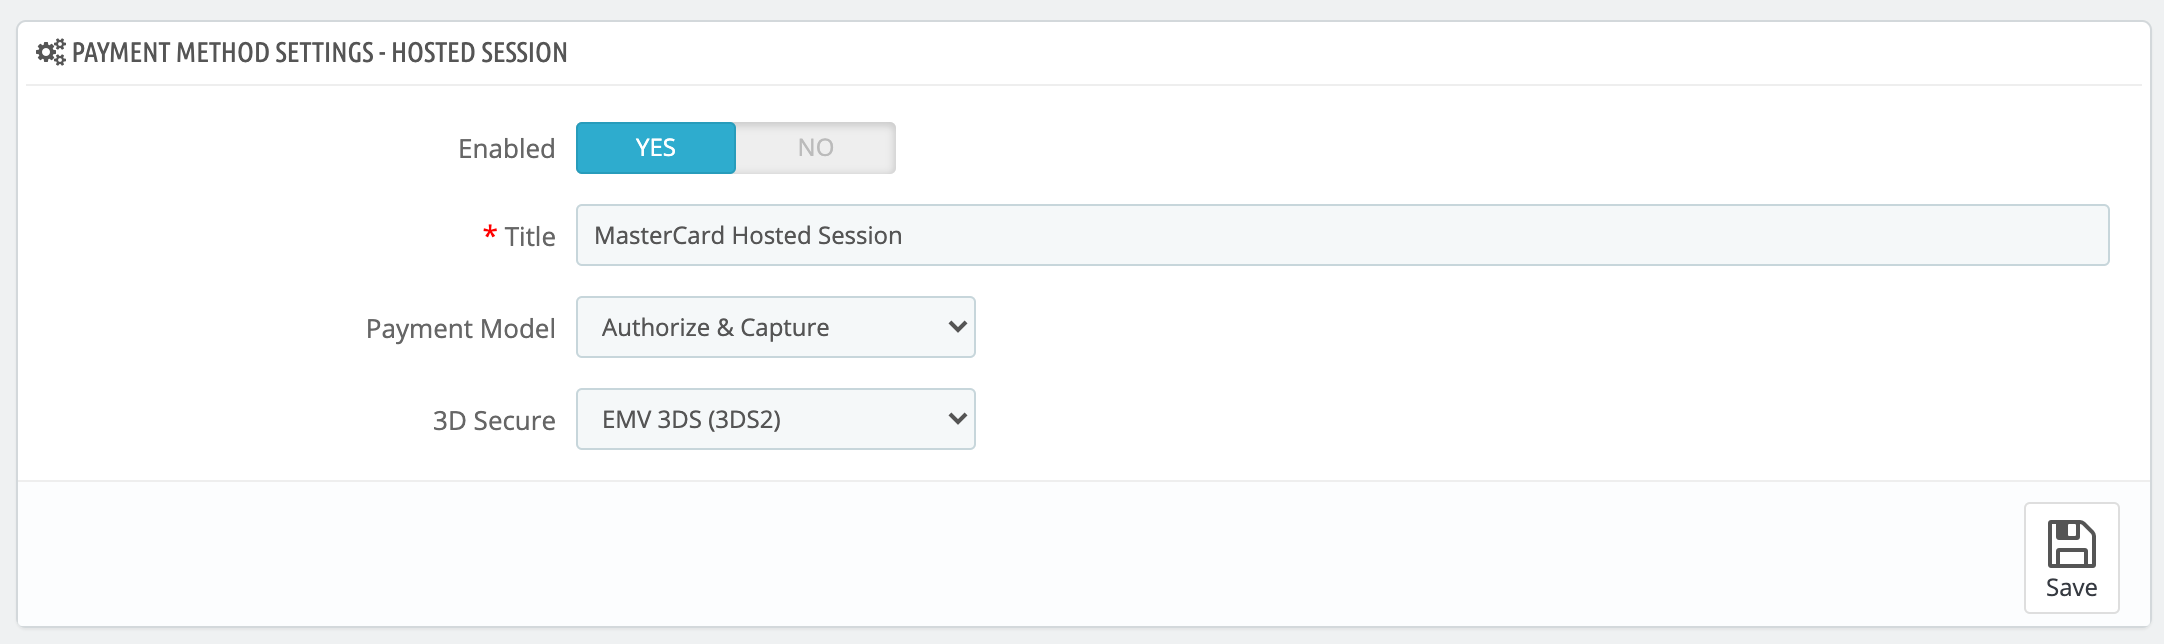 PAYMENT METHOD SETTINGS - HOSTED SESSION
Enabled YES NO
* Title MasterCard Hosted Session
Payment Model Authorize & Capture
3D Secure EMV 3DS (3DS2)
Save